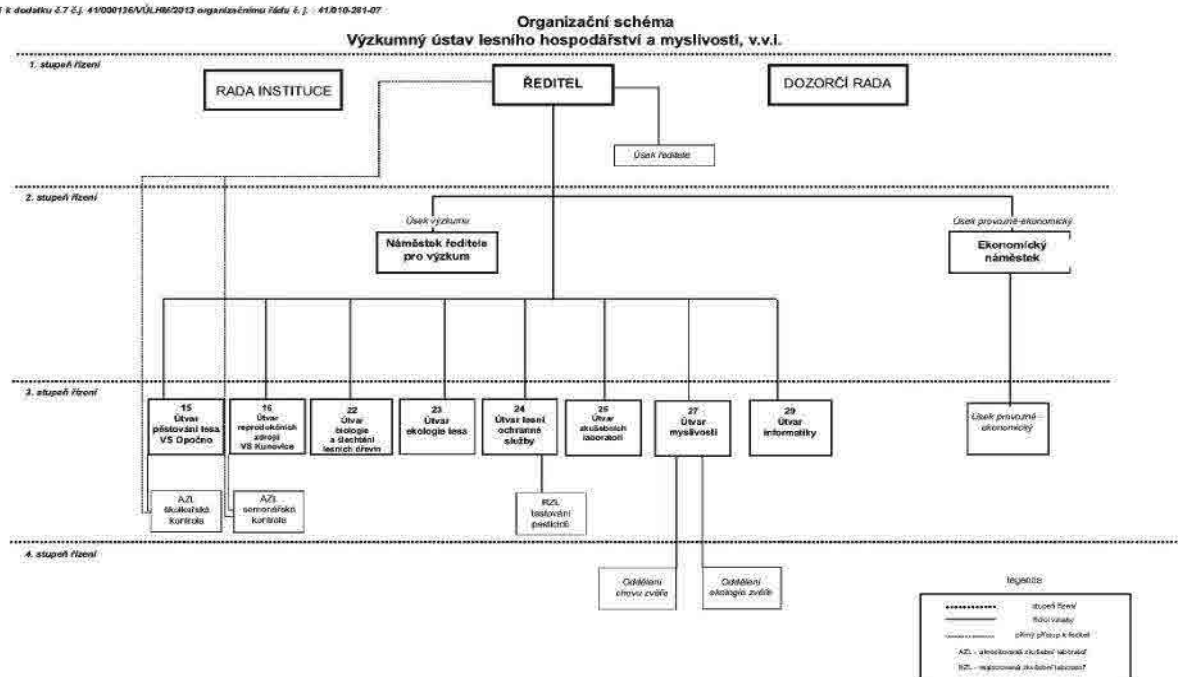 k dodatku č.7 č.j. 41/000136/VÚLHM/2013 organizačnímu řádu č. j. : 41/010-281-07
Organizační schéma
Výzkumný ústav lesního hospodářství a myslivosti, v.v.i.
1. stupeň řízení
RADA INSTITUCE
ŘEDITEL
DOZORČÍ RADA
Úsek ředitele
2. stupeň řízení
Úsek výzkumu
Náměstek ředitele
pro výzkum
Úsek provozně-ekonomický
Ekonomický
náměstek
3. stupeň řízení
15
Útvar
pěstování lesa
VS Opočno
16
Útvar
reprodukčních
zdrojů
VS Kunovice
22
Útvar
biologie
a šlechtění
lesních dřevin
23
Útvar
ekologie lesa
24
Útvar lesní
ochranné
služby
Útvar
zkušebních
laboratoří
27
Útvar
myslivosti
29
Útvar
informatiky
Úsek provozně -
ekonomický
AZL
školkařská
kontrola
AZL
semenářská
kontrola
RZL
testování
pesticidů
4. stupeň řízení
Oddělení
chovu zvěře
Oddělení
ekologie zvěře
legenda
stupeň řízení
řídící vztahy
přímý přístup k řediteli
AZL - akreditovaná zkušební laboratoř
RZL - registrovaná zkušební laboratoř